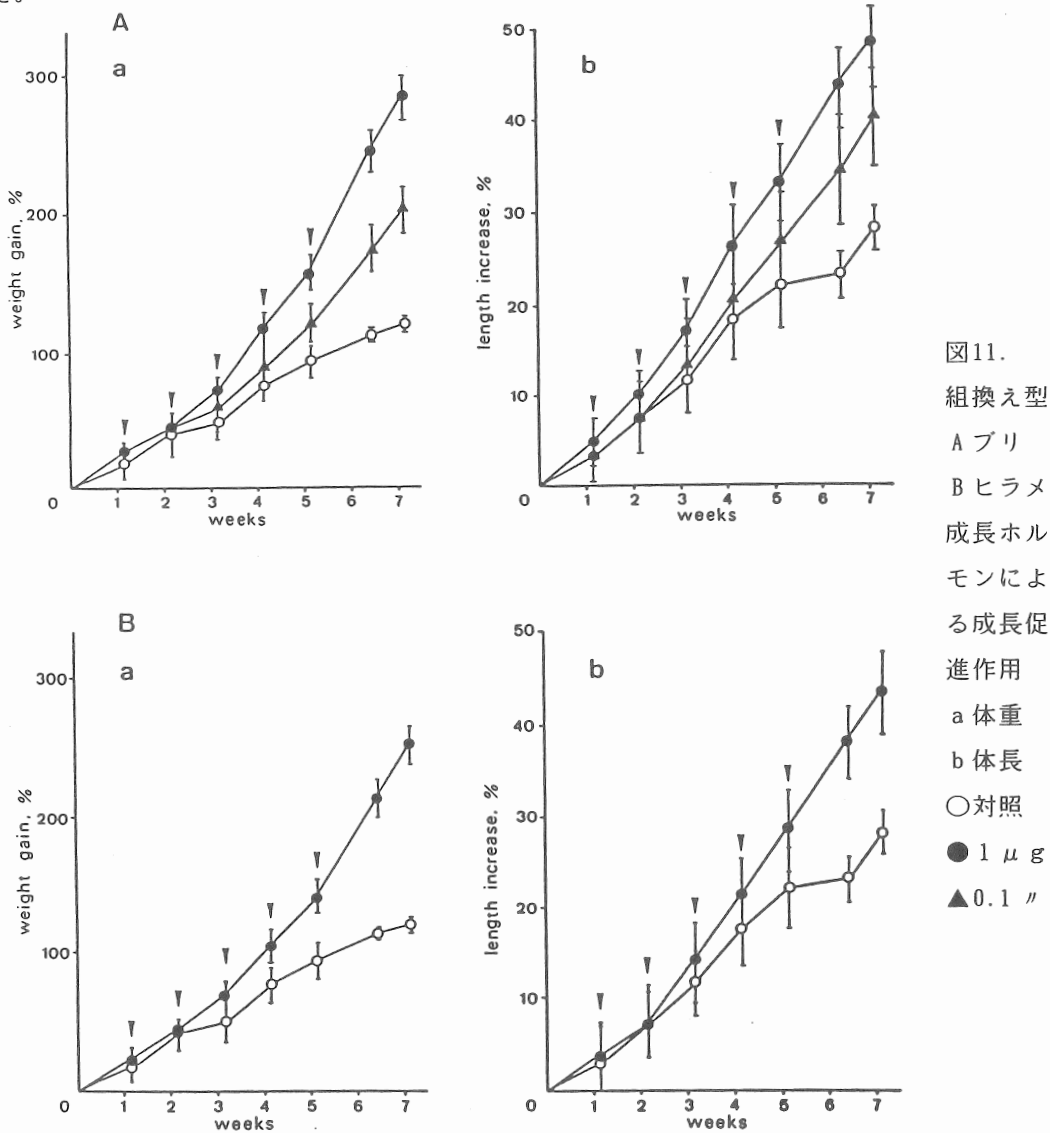 A
a
300
200
100
0
1
2
3
4
5
6
7
weeks
weight gain, %
b
50
40
30
20
10
0
1
2
3
4
5
6
7
weeks
length increase, %
B
a
300
200
100
0
1
2
3
4
5
6
7
weeks
weight gain, %
b
50
40
30
20
10
0
1
2
3
4
5
6
7
weeks
length increase, %
図11.
組換え型
Aブリ
Bヒラメ
成長ホル
モンによ
る成長促
進作用
a体重
b体長
○対照
●1μg
▲0.1〃